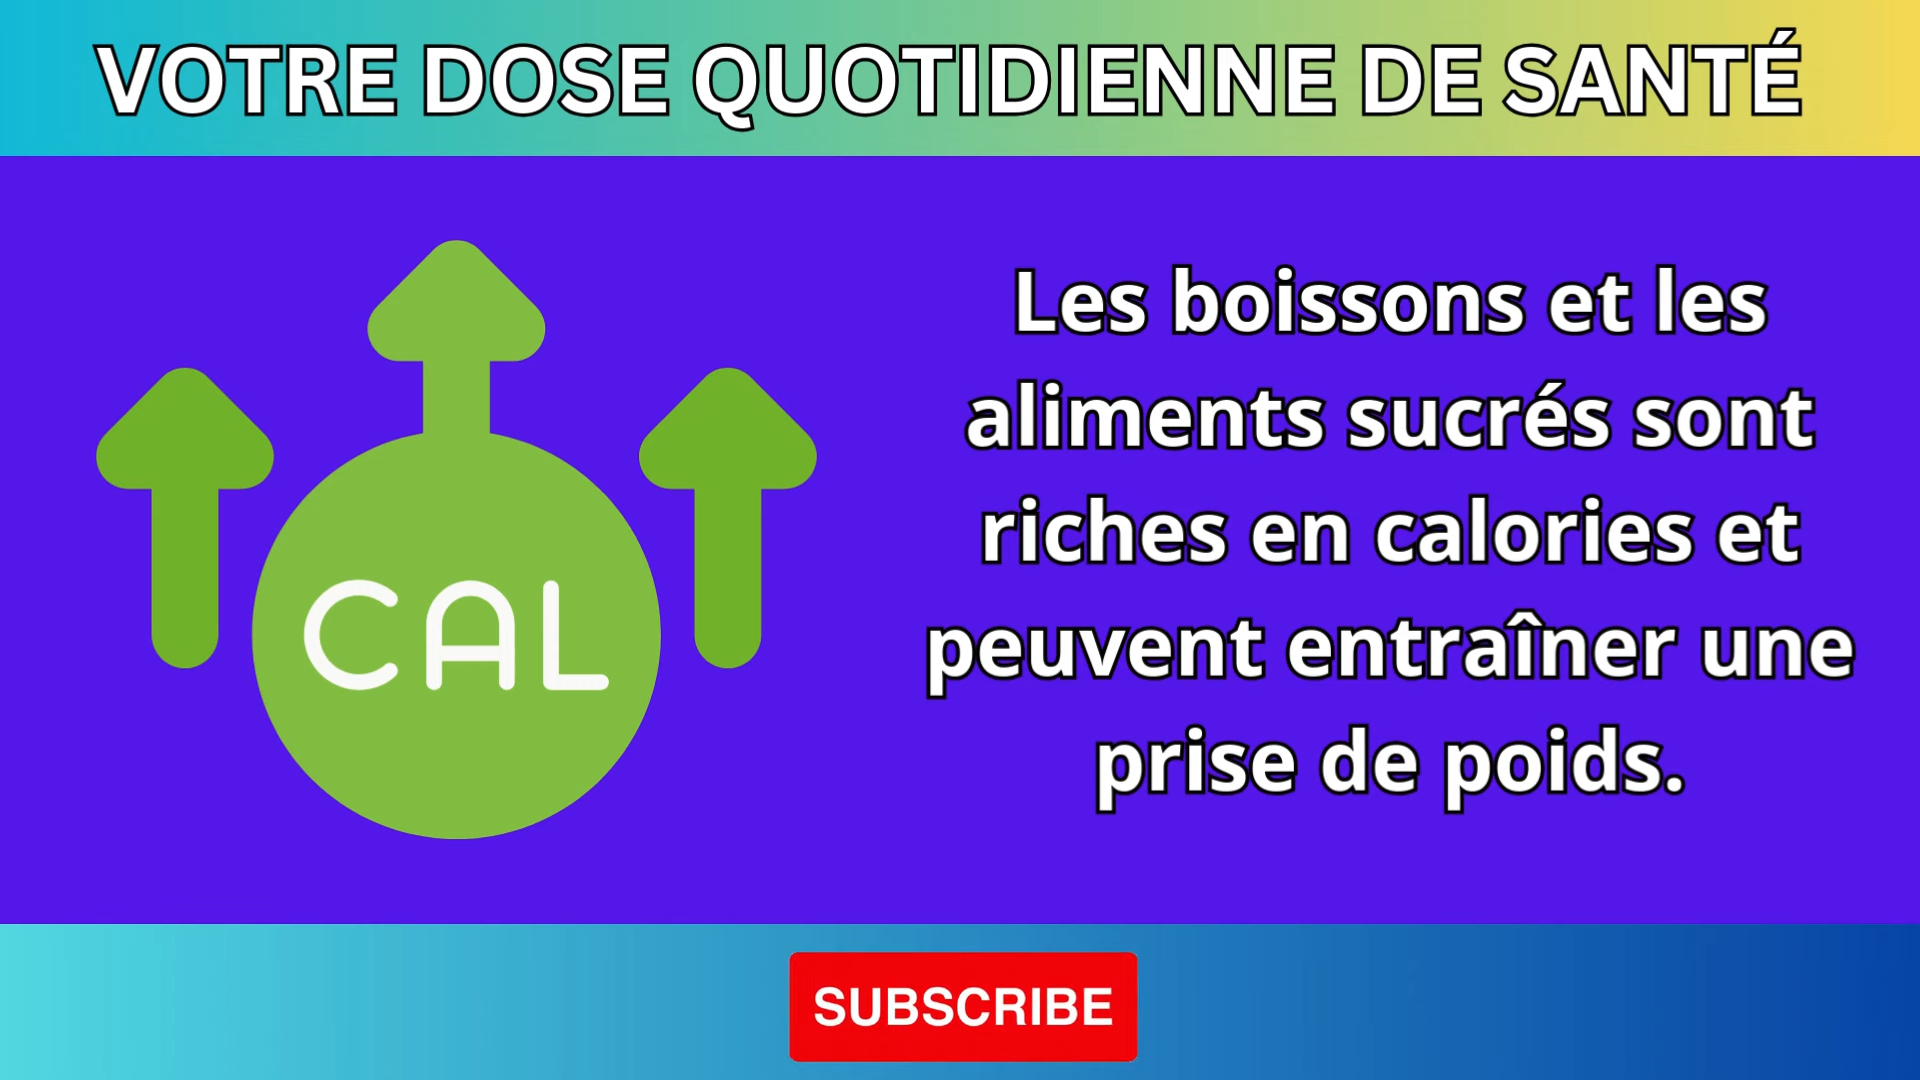 VOTRE DOSE QUOTIDIENNE DE SANTÉ
CAL
Les boissons et les
aliments sucrés sont
riches en calories et
peuvent entraîner une
prise de poids.
SUBSCRIBE